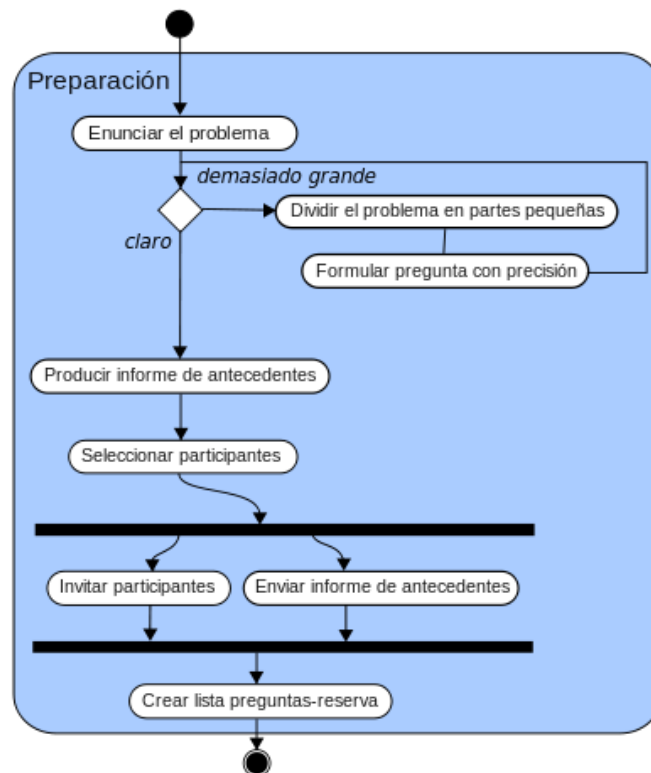 Preparación
Enunciar el problema
demasiado grande
Dividir el problema en partes pequeñas
claro
Formular pregunta con precisión
Producir informe de antecedentes
Seleccionar participantes
Invitar participantes
Enviar informe de antecedentes
Crear lista preguntas-reserva